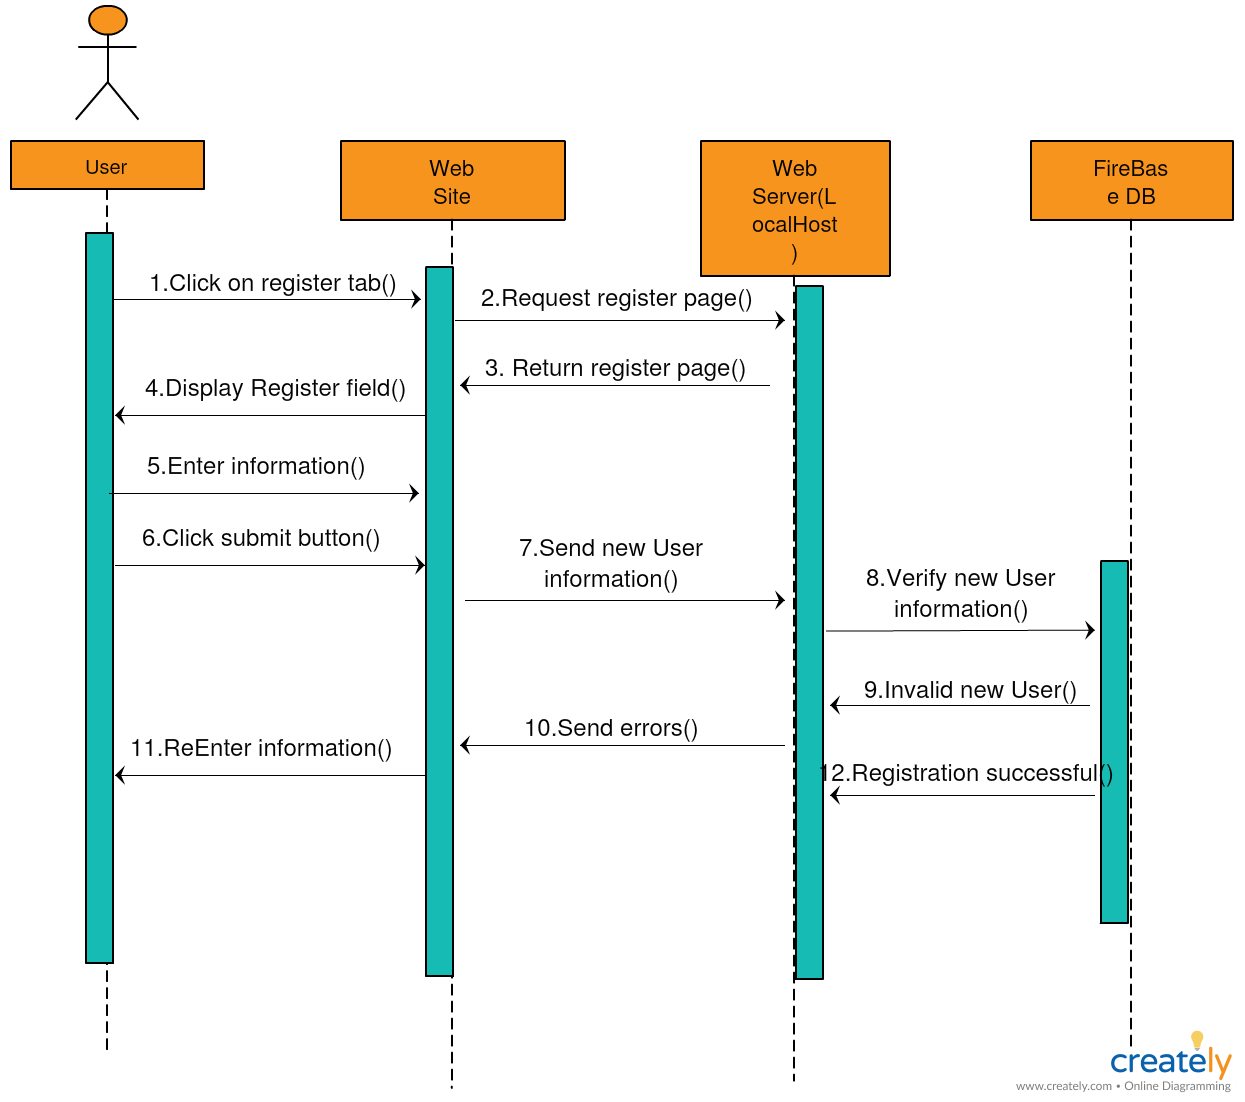 User
Web
Site
Web
Server(L
ocalHost
)
FireBas
e DB
1.Click on register tab()
2.Request register page()
3. Return register page()
4.Display Register field()
5.Enter information()
6.Click submit button()
7.Send new User
information()
8.Verify new User
information()
9.Invalid new User()
10.Send errors()
11.ReEnter information()
12.Registration successful()
creately
www.creately.com • Online Diagramming